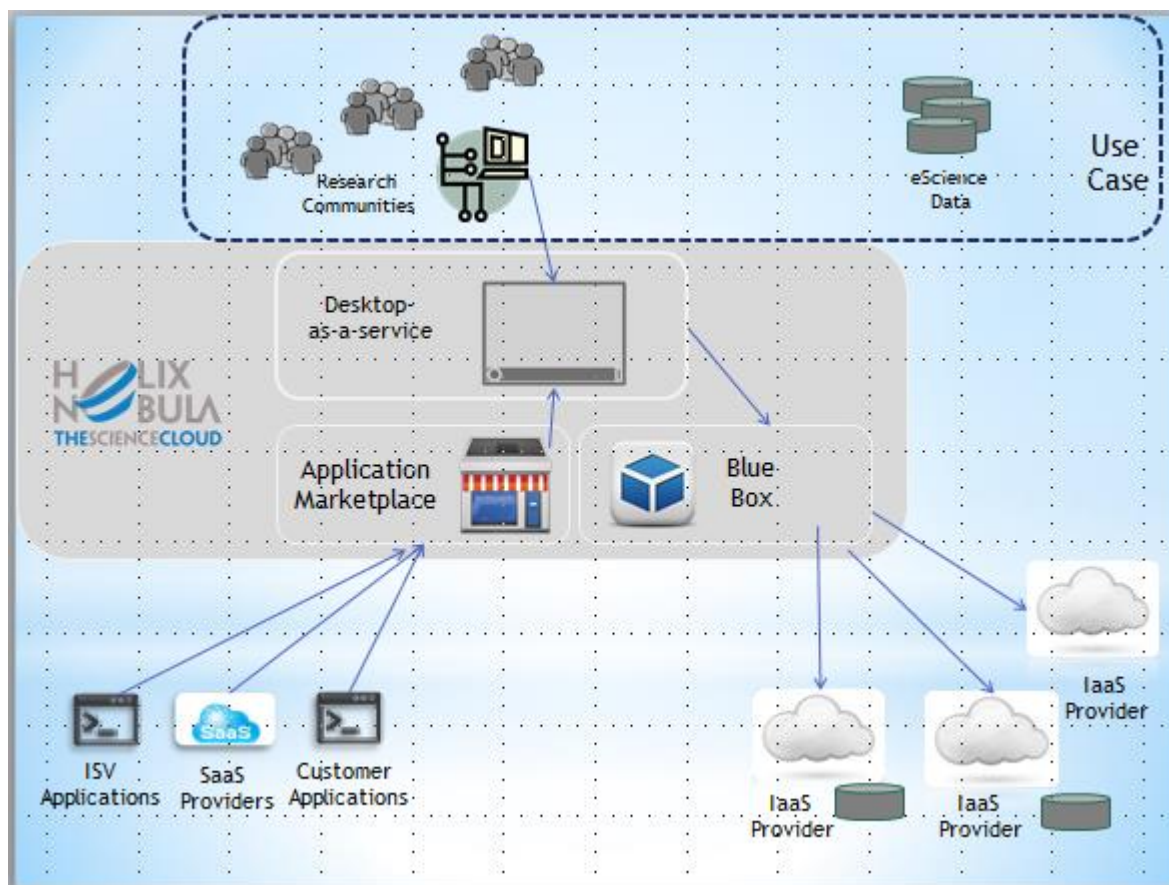 Research
Communities
eScience
Data
Use
Case
Desktop-
as-a-service
HELIX
NEBULA
THESCIENCECLOUD
Application
Marketplace
Blue
Box
IaaS
Provider
SaaS
ISV
Applications
SaaS
Providers
Customer
Applications
IaaS
Provider
IaaS
Provider